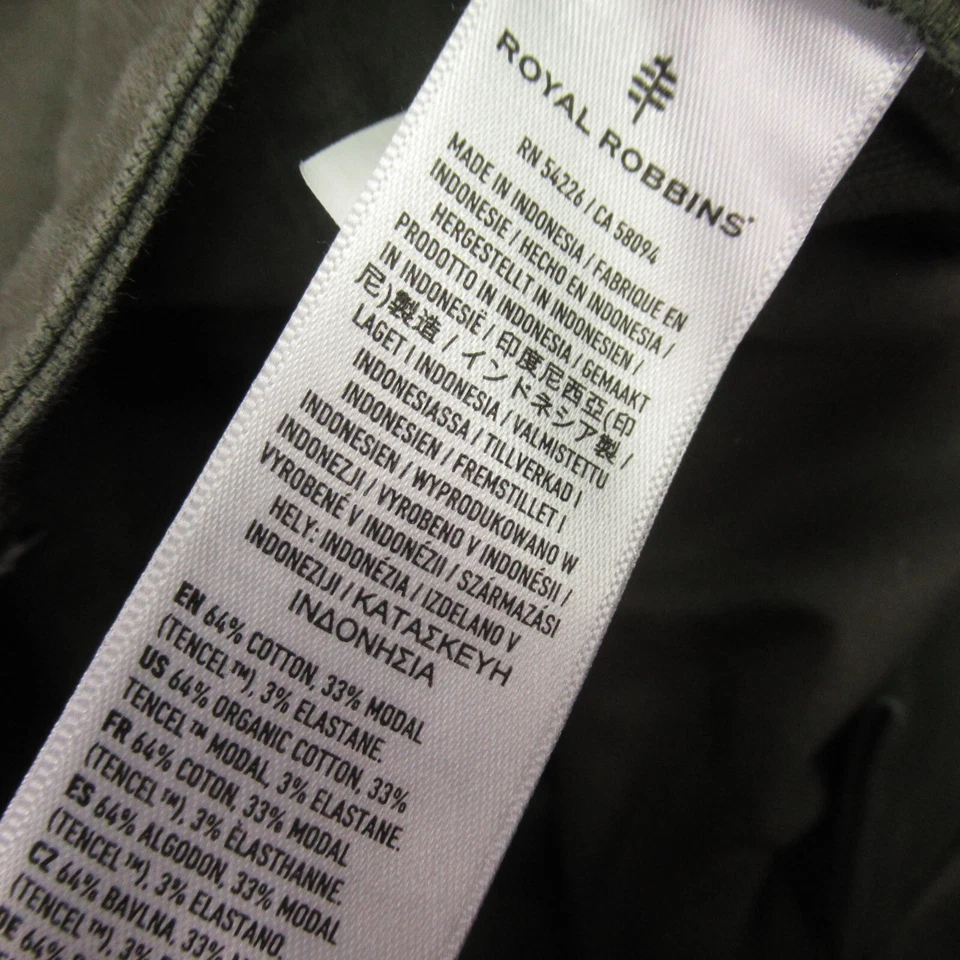 ROYAL ROBBINS®
RN 54226 / CA 58094
MADE IN INDONESIA / FABRIQUE EN
INDONESIE / HECHO EN INDONESIA /
HERGESTELLT IN INDONESIEN /
PRODOTTO IN INDONESIA / GEMAAKT
IN INDONESIË / 印度尼西亞(印
尼)製造 / インドネシア製 /
LAGET I INDONESIA / VALMISTETTU
INDONESIASSA / TILLVERKAD I
INDONESIEN / FREMSTILLET I
INDONESIEN / WYPRODUKOWANO W
INDONEZJI / VYROBENO V INDONÉSII /
VYROBENÉ V INDONÉZII / SZÁRMAZÁSI
HELY: INDONÉZIA / IZDELANO V
INDONEZIJI / ΚΑΤΑΣΚΕΥΗ
ΙΝΔΟΝΗΣΙΑ
EN 64% COTTON, 33% MODAL
(TENCEL™), 3% ELASTANE.
US 64% ORGANIC COTTON, 33%
TENCEL™ MODAL, 3% ELASTANE.
FR 64% COTON, 33% MODAL
(TENCEL™), 3% ÈLASTHANNE.
ES 64% ALGODON, 33% MODAL
(TENCEL™), 3% ELASTANO
CZ 64% BAVLNA, 33%
(TENCEL™), 3%
DE 64%